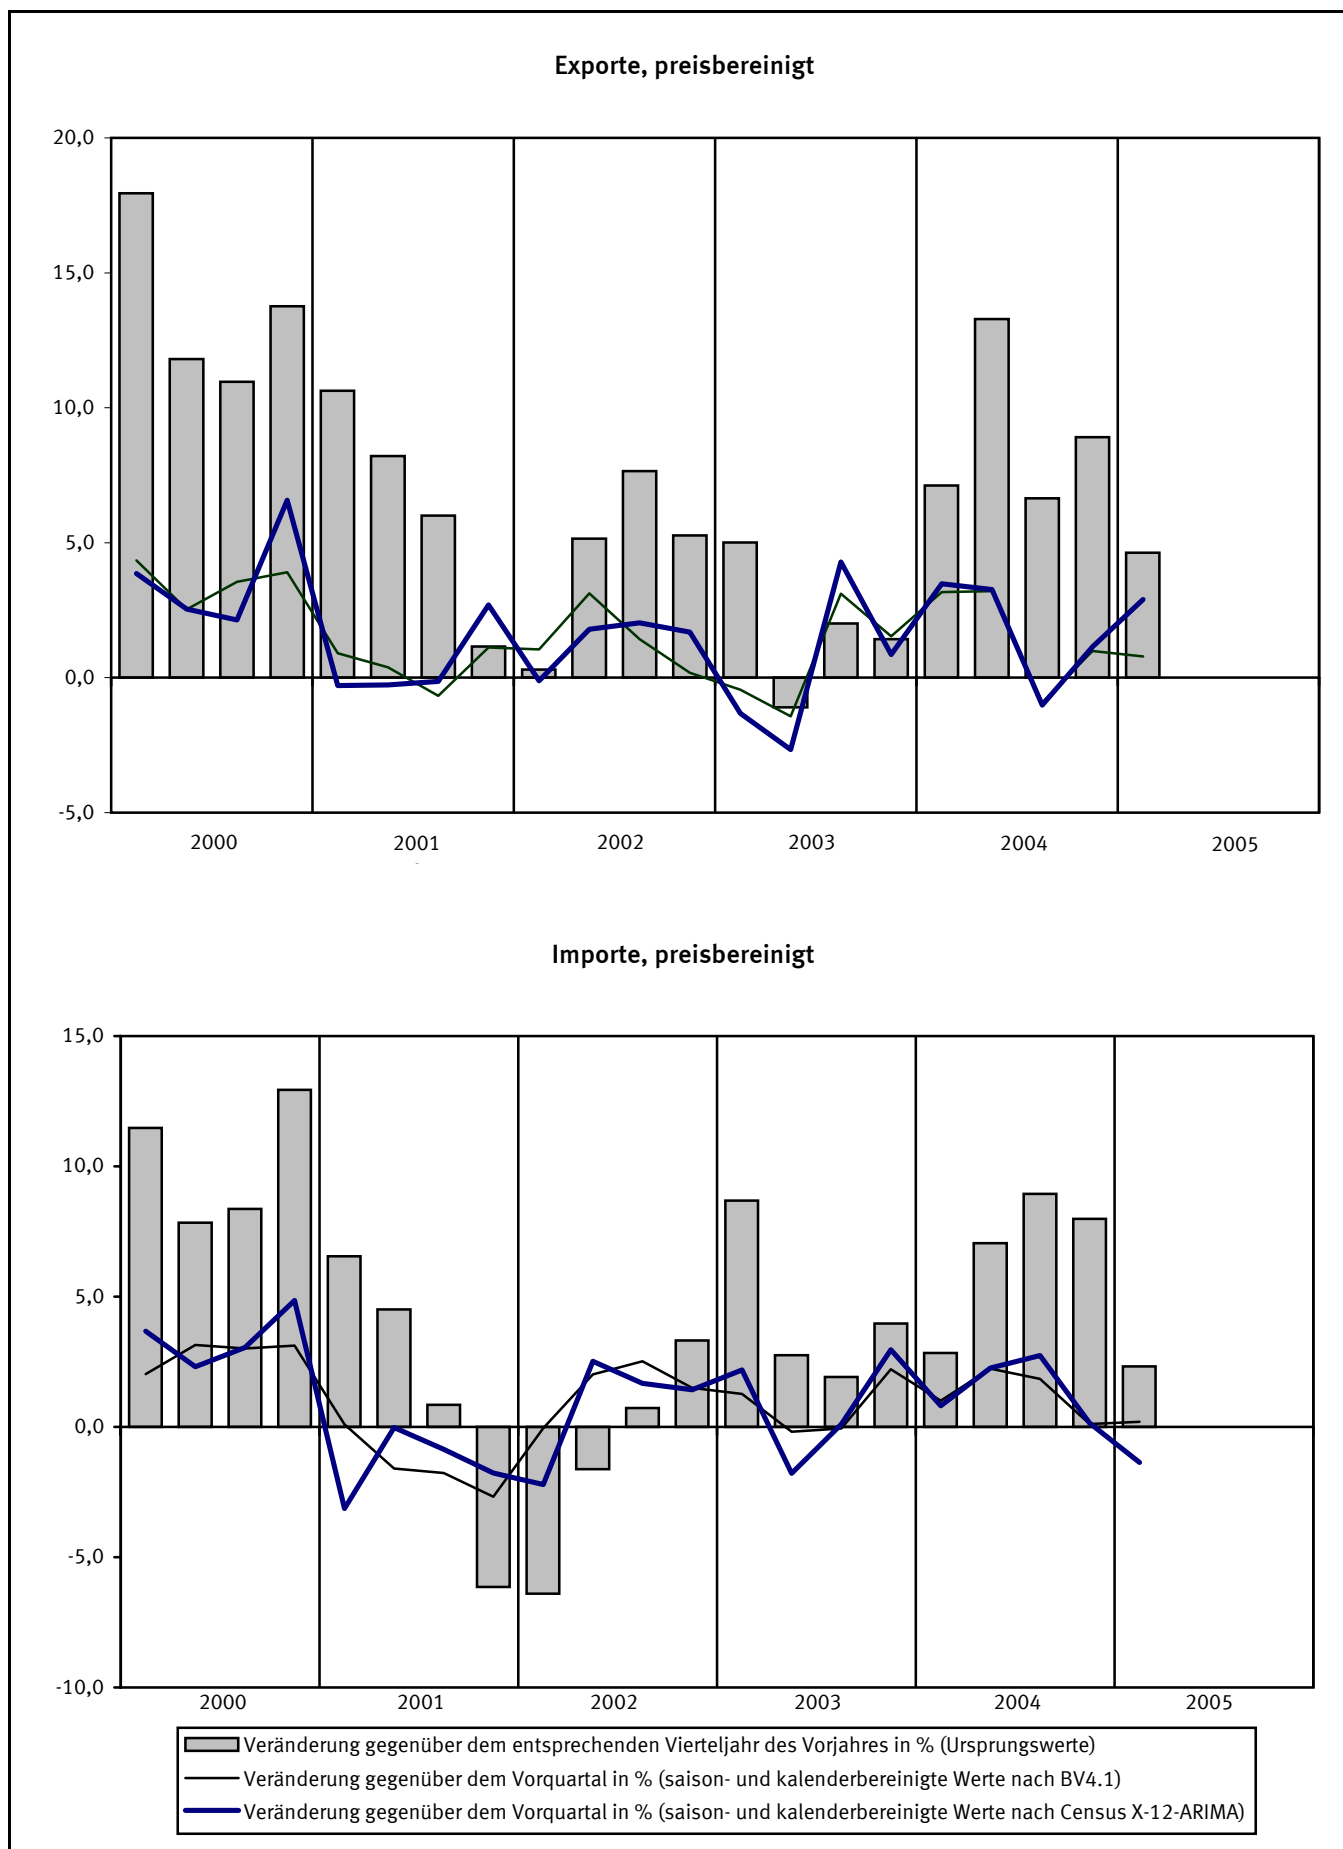 Exporte, preisbereinigt
20,0
15,0
10,0
5,0
0,0
-5,0
2000 2001 2002 2003 2004 2005
Importe, preisbereinigt
15,0
10,0
5,0
0,0
-5,0
-10,0
2000 2001 2002 2003 2004 2005
Veränderung gegenüber dem entsprechenden Vierteljahr des Vorjahres in % (Ursprungswerte)
Veränderung gegenüber dem Vorquartal in % (saison- und kalenderbereinigte Werte nach BV4.1)
Veränderung gegenüber dem Vorquartal in % (saison- und kalenderbereinigte Werte nach Census X-12-ARIMA)